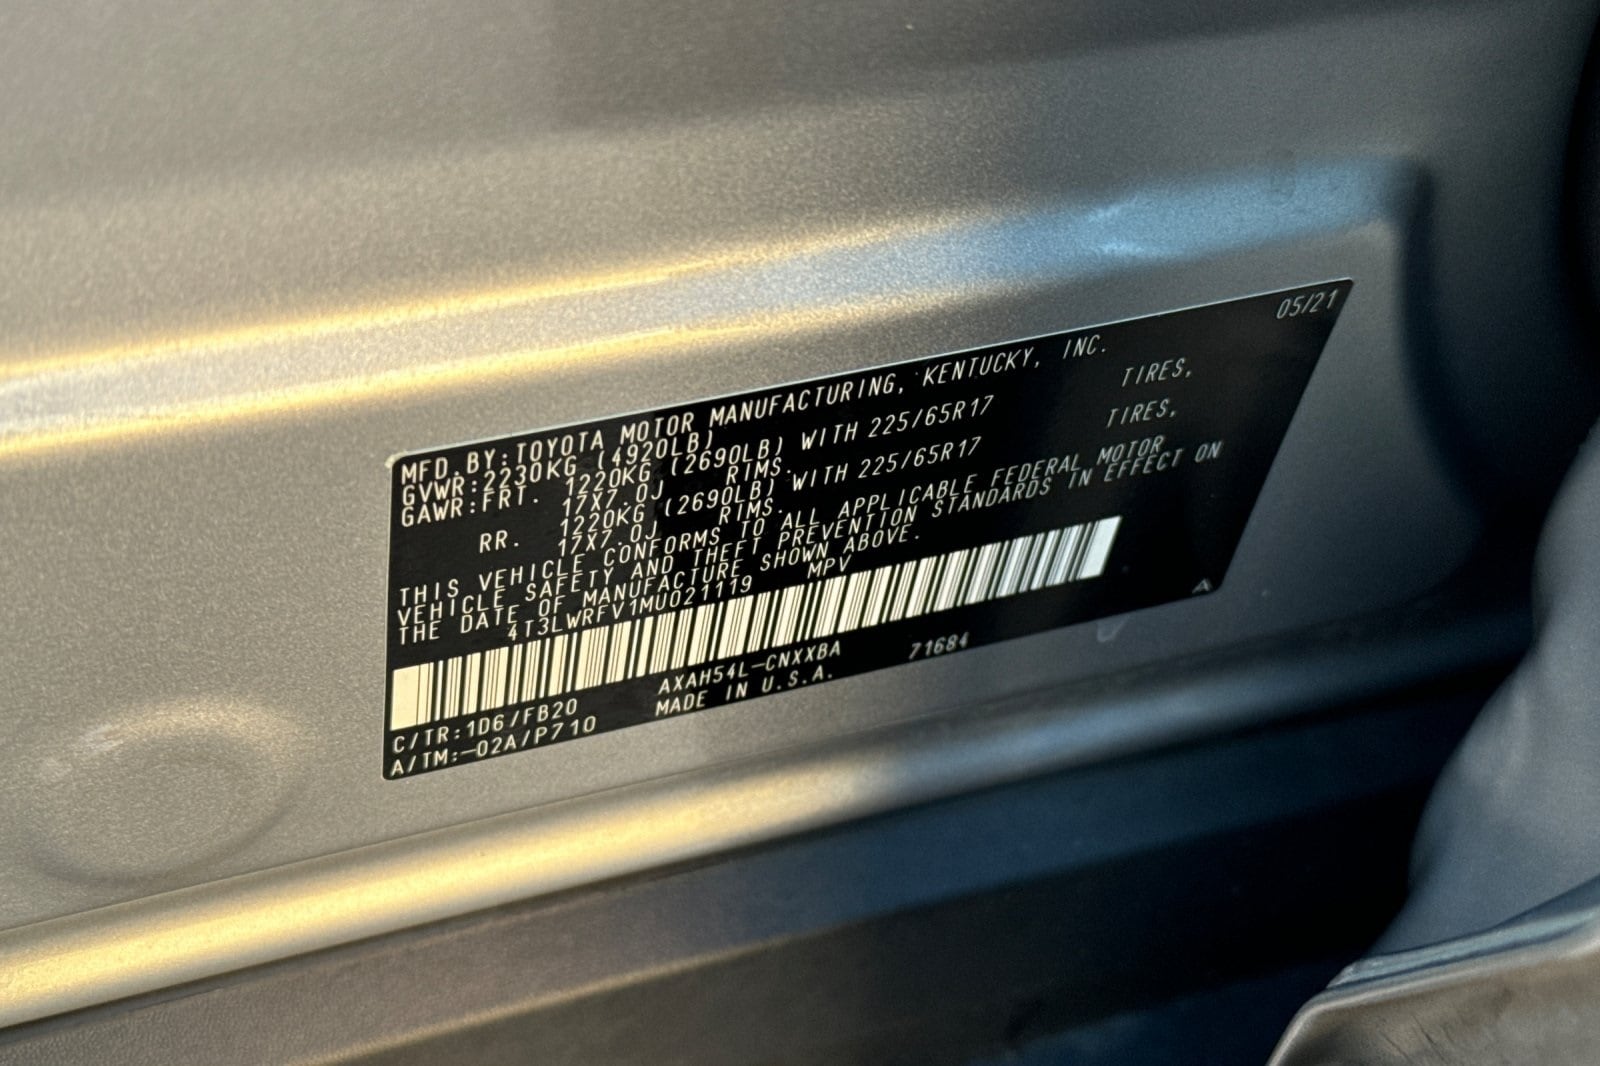 05/21
MFD.BY:TOYOTA MOTOR MANUFACTURING, KENTUCKY, INC.
GVWR:2230KG (4920LB)
GAWR:FRT. 1220KG (2690LB) WITH 225/65R17 TIRES,
17X7.0J RIMS.
RR. 1220KG (2690LB) WITH 225/65R17 TIRES,
17X7.0J RIMS.
THIS VEHICLE CONFORMS TO ALL APPLICABLE FEDERAL MOTOR
VEHICLE SAFETY AND THEFT PREVENTION STANDARDS IN EFFECT ON
THE DATE OF MANUFACTURE SHOWN ABOVE.
4T3LWRFV1MU021119 MPV
A
C/TR:1D6/FB20 AXAH54L-CNXXBA 71684
A/TM:-02A/P710 MADE IN U.S.A.